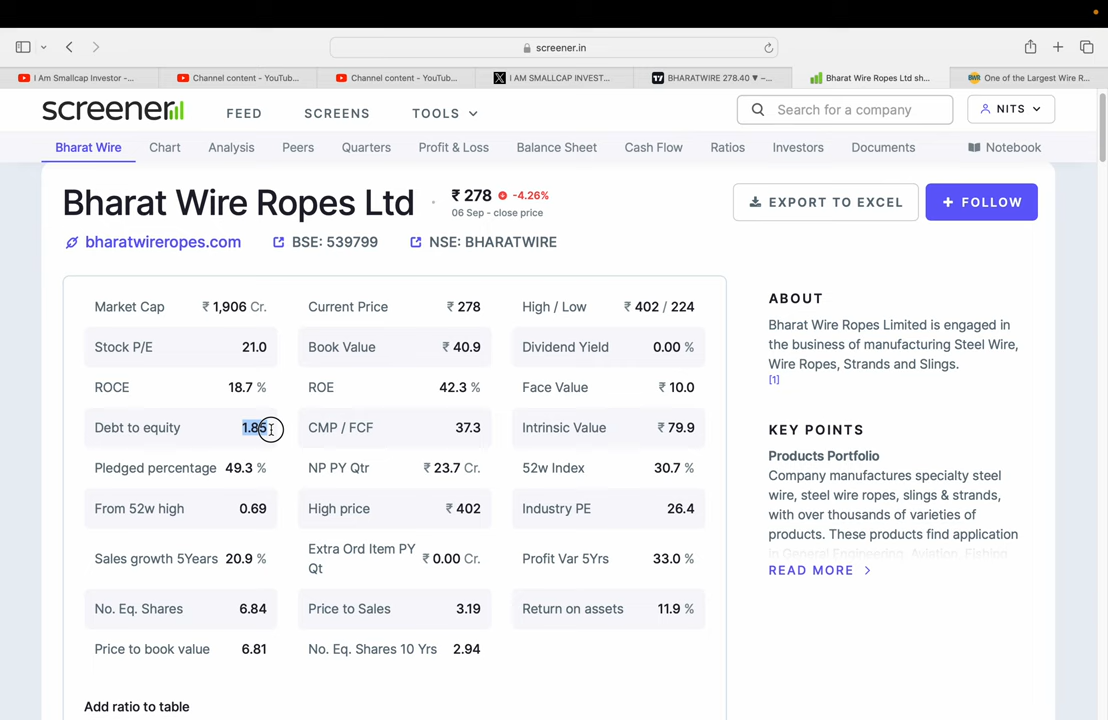 screener.in
I Am Smallcap Investor -...
Channel content - YouTub...
Channel content - YouTub...
I AM SMALLCAP INVEST...
BHARATWIRE 278.40 ▼ −...
Bharat Wire Ropes Ltd sh...
One of the Largest Wire R...
screener
FEED
SCREENS
TOOLS
Search for a company
NITS
Bharat Wire
Chart
Analysis
Peers
Quarters
Profit & Loss
Balance Sheet
Cash Flow
Ratios
Investors
Documents
Notebook
Bharat Wire Ropes Ltd
₹ 278 -4.26%
06 Sep - close price
EXPORT TO EXCEL
+ FOLLOW
bharatwireropes.com
BSE: 539799
NSE: BHARATWIRE
Market Cap ₹ 1,906 Cr.
Current Price ₹ 278
High / Low ₹ 402 / 224
Stock P/E 21.0
Book Value ₹ 40.9
Dividend Yield 0.00 %
ROCE 18.7 %
ROE 42.3 %
Face Value ₹ 10.0
Debt to equity 1.85
CMP / FCF 37.3
Intrinsic Value ₹ 79.9
Pledged percentage 49.3 %
NP PY Qtr ₹ 23.7 Cr.
52w Index 30.7 %
From 52w high 0.69
High price ₹ 402
Industry PE 26.4
Sales growth 5Years 20.9 %
Extra Ord Item PY
Qt ₹ 0.00 Cr.
Profit Var 5Yrs 33.0 %
No. Eq. Shares 6.84
Price to Sales 3.19
Return on assets 11.9 %
Price to book value 6.81
No. Eq. Shares 10 Yrs 2.94
Add ratio to table
ABOUT
Bharat Wire Ropes Limited is engaged in
the business of manufacturing Steel Wire,
Wire Ropes, Strands and Slings.
[1]
KEY POINTS
Products Portfolio
Company manufactures specialty steel
wire, steel wire ropes, slings & strands,
with over thousands of varieties of
products. These products find application
in General Engineering, Aviation, Fishing
READ MORE